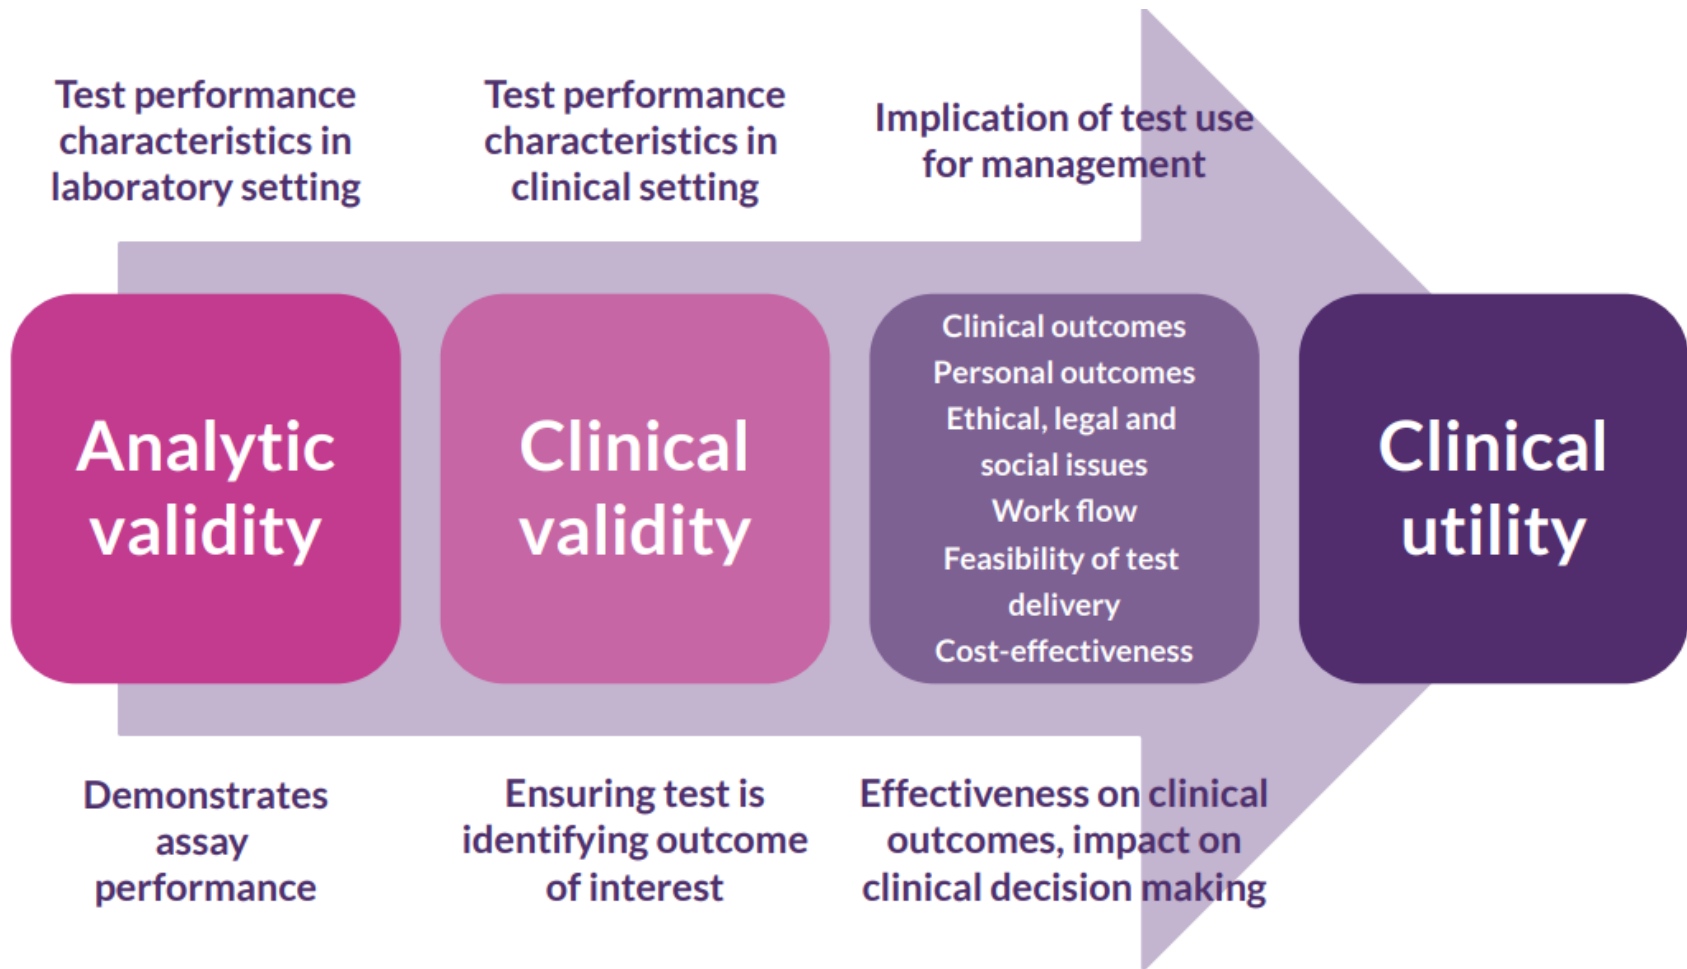 Test performance
characteristics in
laboratory setting
Test performance
characteristics in
clinical setting
Implication of test use
for management
Analytic
validity
Clinical
validity
Clinical outcomes
Personal outcomes
Ethical, legal and
social issues
Work flow
Feasibility of test
delivery
Cost-effectiveness
Clinical
utility
Demonstrates
assay
performance
Ensuring test is
identifying outcome
of interest
Effectiveness on clinical
outcomes, impact on
clinical decision making